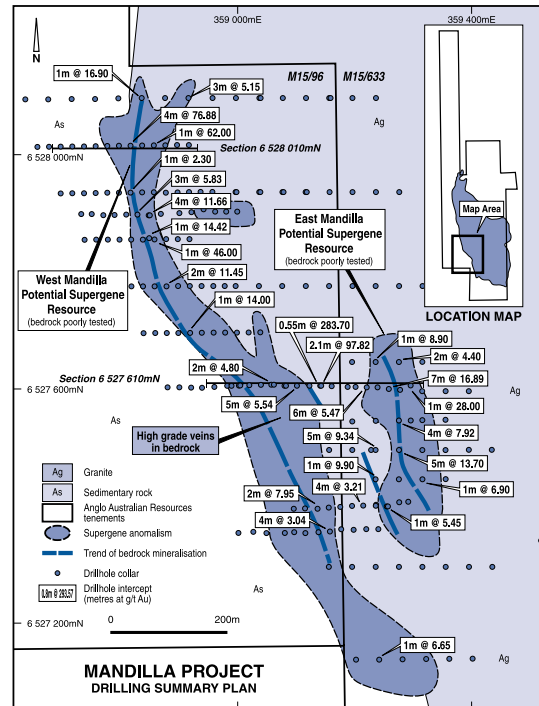 359 000mE
359 400mE
N
M15/96
M15/633
1m @ 16.90
3m @ 5.15
As
Ag
4m @ 76.88
1m @ 62.00
Section 6 528 010mN
6 528 000mN
1m @ 2.30
3m @ 5.83
4m @ 11.66
1m @ 14.42
1m @ 46.00
2m @ 11.45
East Mandilla
Potential Supergene
Resource
(bedrock poorly tested)
Map Area
LOCATION MAP
West Mandilla
Potential Supergene
Resource
(bedrock poorly tested)
1m @ 14.00
0.55m @ 283.70
2.1m @ 97.82
1m @ 8.90
2m @ 4.40
2m @ 4.80
7m @ 16.89
Section 6 527 610mN
6 527 600mN
Ag
5m @ 5.54
6m @ 5.47
1m @ 28.00
As
High grade veins
in bedrock
5m @ 9.34
4m @ 7.92
1m @ 9.90
5m @ 13.70
4m @ 3.21
1m @ 6.90
2m @ 7.95
4m @ 3.04
1m @ 5.45
Ag Granite
As Sedimentary rock
Anglo Australian Resources
tenements
Supergene anomalism
Trend of bedrock mineralisation
Drillhole collar
0.8m @ 293.57 Drillhole intercept
(metres at g/t Au)
As
0
200m
6 527 200mN
1m @ 6.65
Ag
MANDILLA PROJECT
DRILLING SUMMARY PLAN